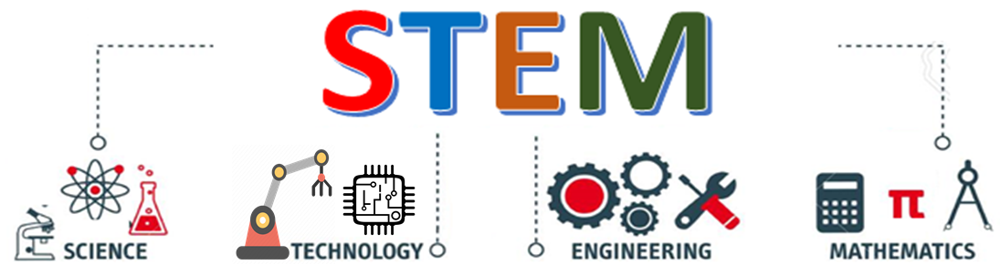 STEM
π
SCIENCE
TECHNOLOGY
ENGINEERING
MATHEMATICS